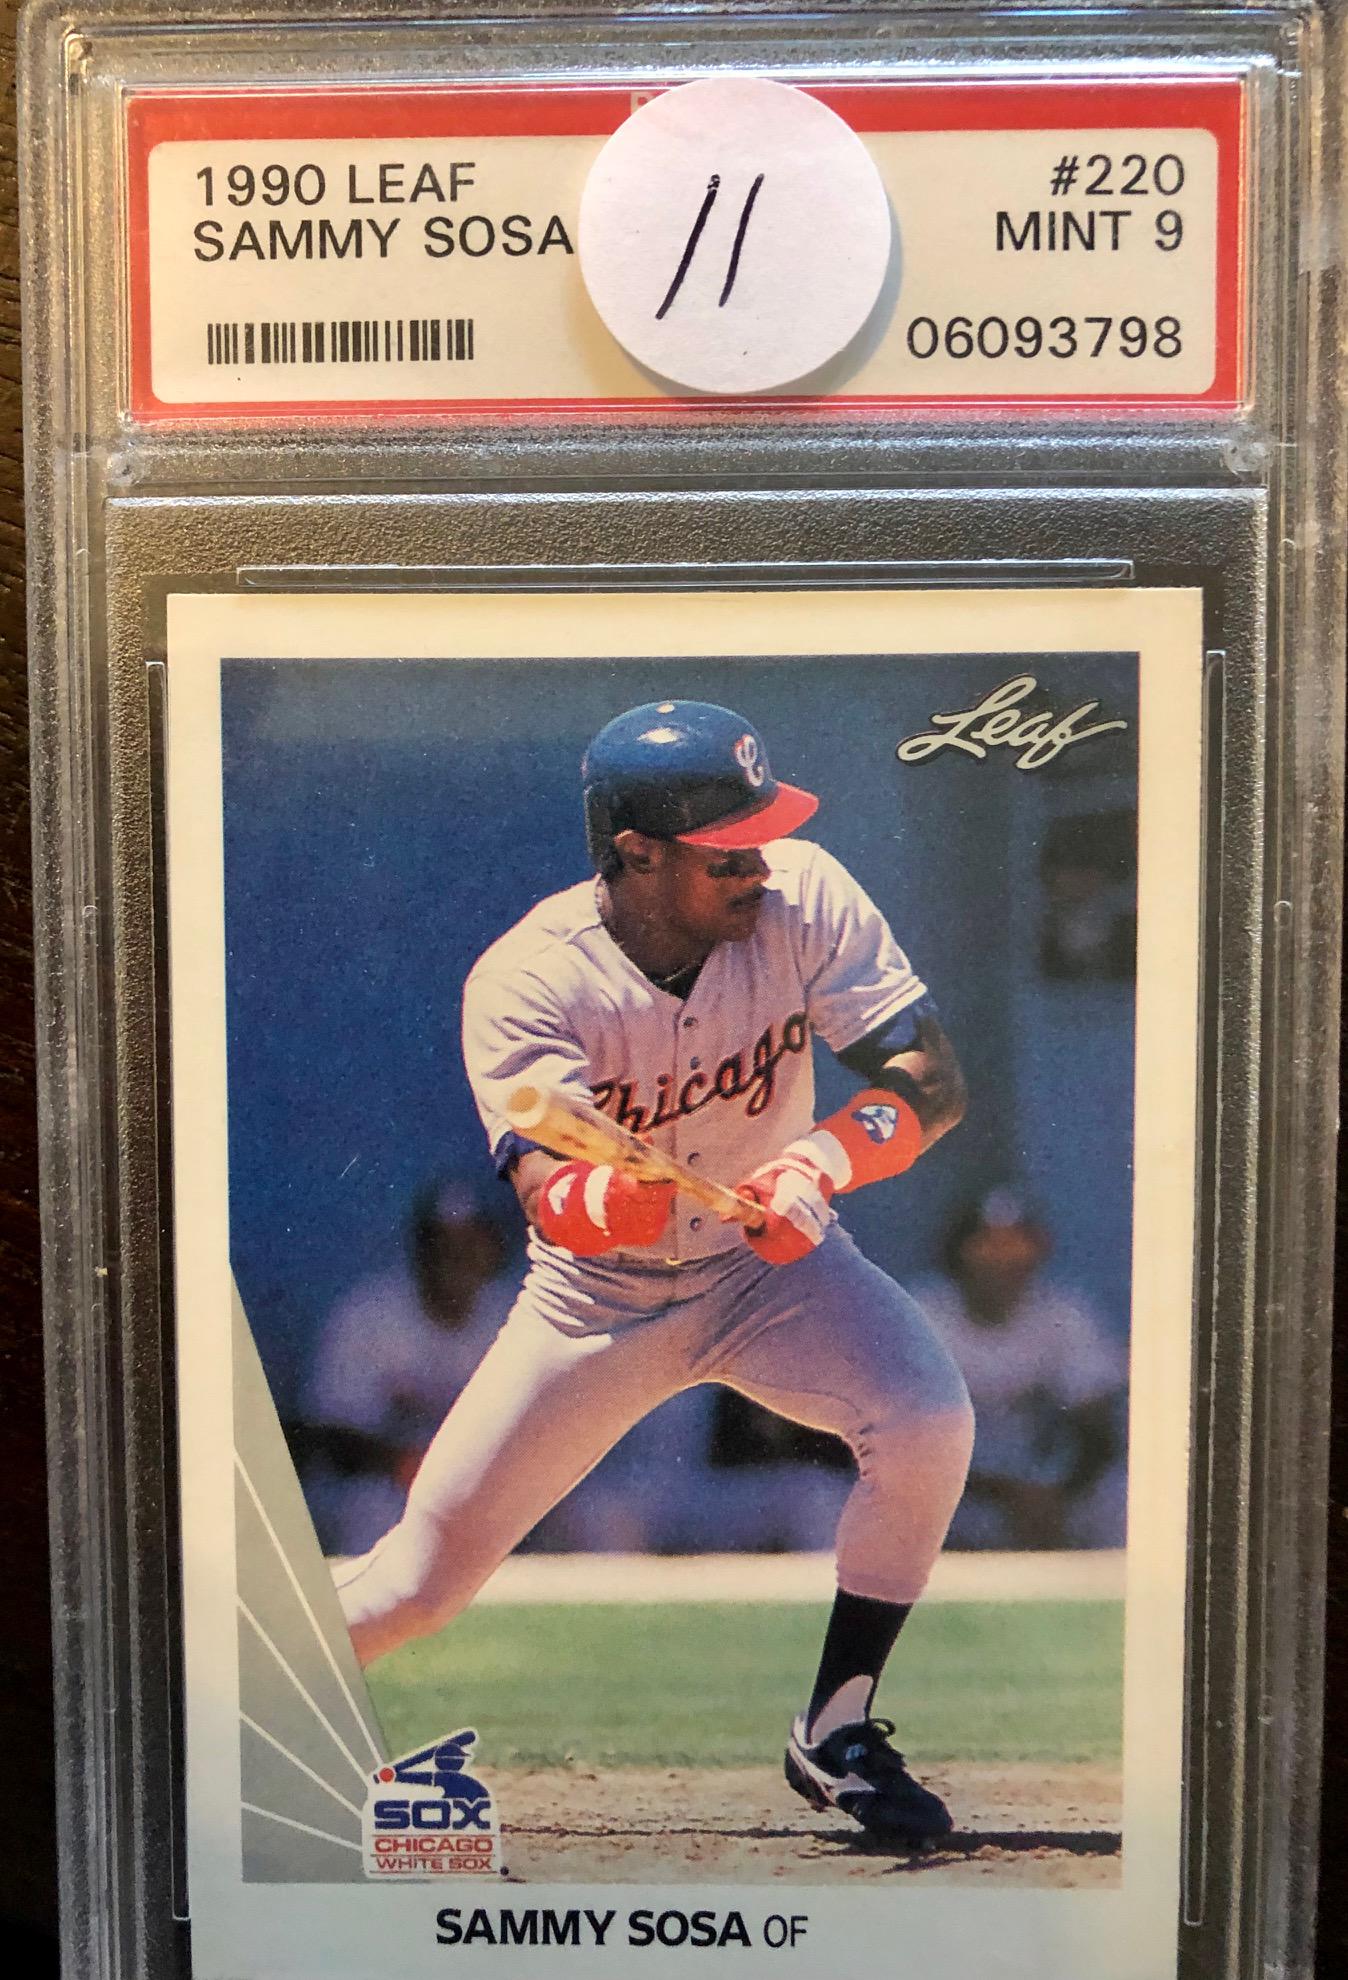 1990 LEAF
SAMMY SOSA
#220
MINT 9
06093798
11
Leaf
Chicago
SOX
CHICAGO
WHITE SOX
SAMMY SOSA OF